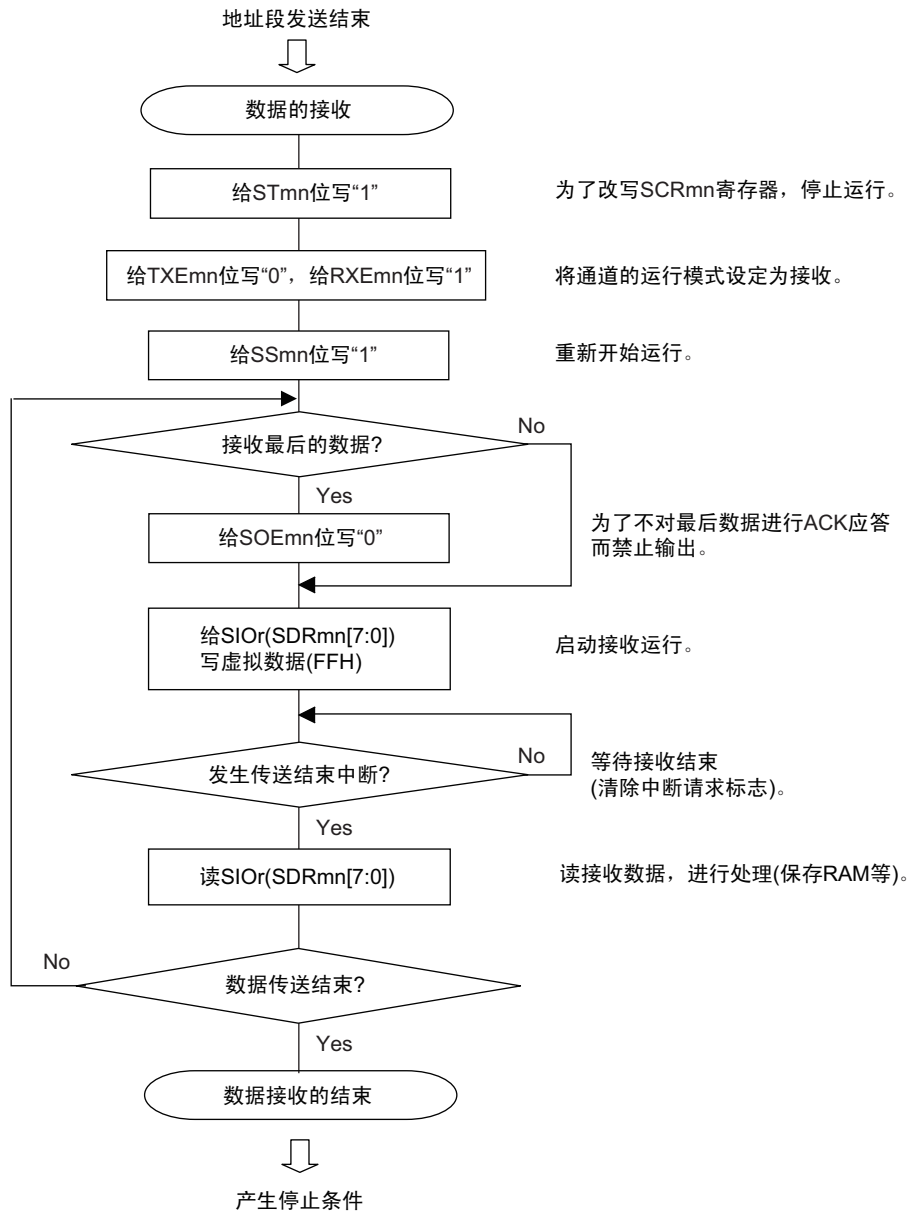 地址段发送结束
数据的接收
给STmn位写“1”
为了改写SCRmn寄存器，停止运行。
给TXEmn位写“0”，给RXEmn位写“1”
将通道的运行模式设定为接收。
给SSmn位写“1”
重新开始运行。
接收最后的数据?
No
Yes
给SOEmn位写“0”
为了不对最后数据进行ACK应答
而禁止输出。
给SIOr(SDRmn[7:0])
写虚拟数据(FFH)
启动接收运行。
发生传送结束中断?
No
等待接收结束
(清除中断请求标志)。
Yes
读SIOr(SDRmn[7:0])
读接收数据，进行处理(保存RAM等)。
No
数据传送结束?
Yes
数据接收的结束
产生停止条件